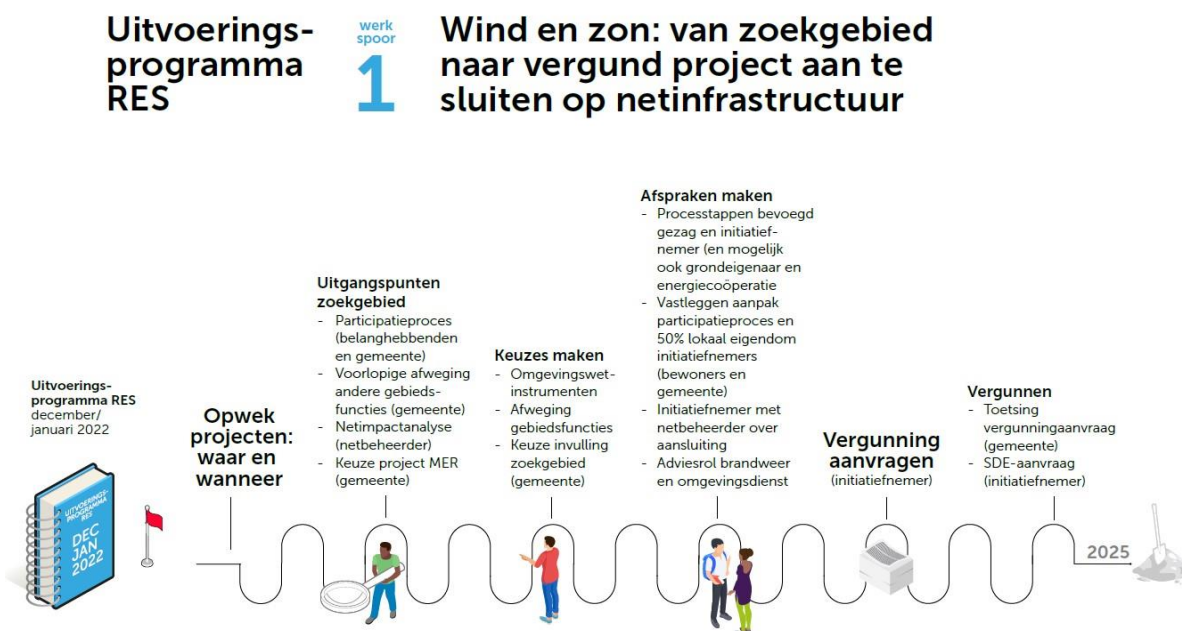 Uitvoerings-
programma
RES
werk
spoor
1
Wind en zon: van zoekgebied
naar vergund project aan te
sluiten op netinfrastructuur
Uitvoerings-
programma RES
december/
januari 2022
UITVOERINGS-
PROGRAMMA
RES
DEC
JAN
2022
Opwek
projecten:
waar en
wanneer
Uitgangspunten
zoekgebied
- Participatieproces
(belanghebbenden
en gemeente)
- Voorlopige afweging
andere gebieds-
functies (gemeente)
- Netimpactanalyse
(netbeheerder)
- Keuze project MER
(gemeente)
Keuzes maken
- Omgevingswet-
instrumenten
- Afweging
gebiedsfuncties
- Keuze invulling
zoekgebied
(gemeente)
Afspraken maken
- Processtappen bevoegd
gezag en initiatief-
nemer (en mogelijk
ook grondeigenaar en
energiecoöperatie
- Vastleggen aanpak
participatieproces en
50% lokaal eigendom
initiatiefnemers
(bewoners en
gemeente)
- Initiatiefnemer met
netbeheerder over
aansluiting
- Adviesrol brandweer
en omgevingsdienst
Vergunning
aanvragen
(initiatiefnemer)
Vergunnen
- Toetsing
vergunningaanvraag
(gemeente)
- SDE-aanvraag
(initiatiefnemer)
2025